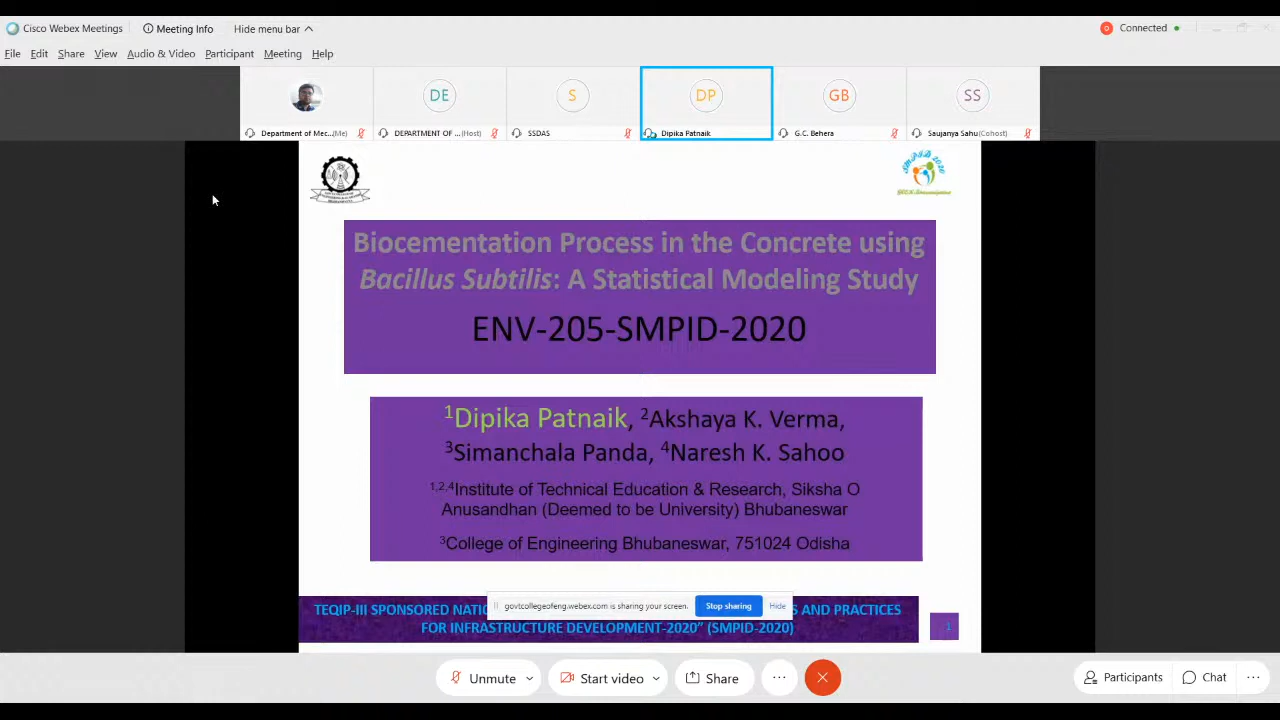 Cisco Webex Meetings
Meeting Info
Hide menu bar
Connected
File Edit Share View Audio & Video Participant Meeting Help
DE S DP GB SS
Department of Mec...(Me) DEPARTMENT OF ...(Host) SSDAS Dipika Patnaik G.C. Behera Saujanya Sahu(Cohost)
SMPID 2020
Biocementation Process in the Concrete using
Bacillus Subtilis: A Statistical Modeling Study
ENV-205-SMPID-2020
1Dipika Patnaik, 2Akshaya K. Verma,
3Simanchala Panda, 4Naresh K. Sahoo
1,2,4Institute of Technical Education & Research, Siksha O
Anusandhan (Deemed to be University) Bhubaneswar
3College of Engineering Bhubaneswar, 751024 Odisha
govtcollegeofeng.webex.com is sharing your screen. Stop sharing Hide
TEQIP-III SPONSORED S AND PRACTICES
FOR INFRASTRUCTURE DEVELOPMENT-2020” (SMPID-2020)
1
Unmute Start video Share Participants Chat